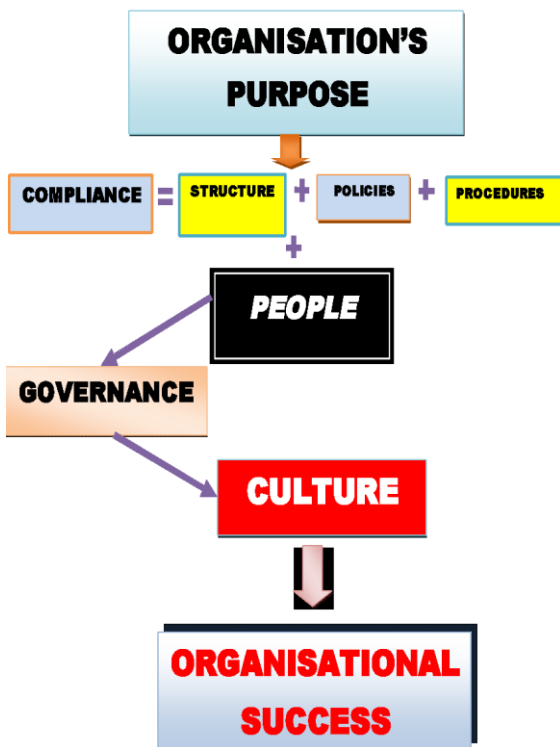 ORGANISATION’S
PURPOSE
COMPLIANCE = STRUCTURE + POLICIES + PROCEDURES
+
PEOPLE
GOVERNANCE
CULTURE
ORGANISATIONAL
SUCCESS